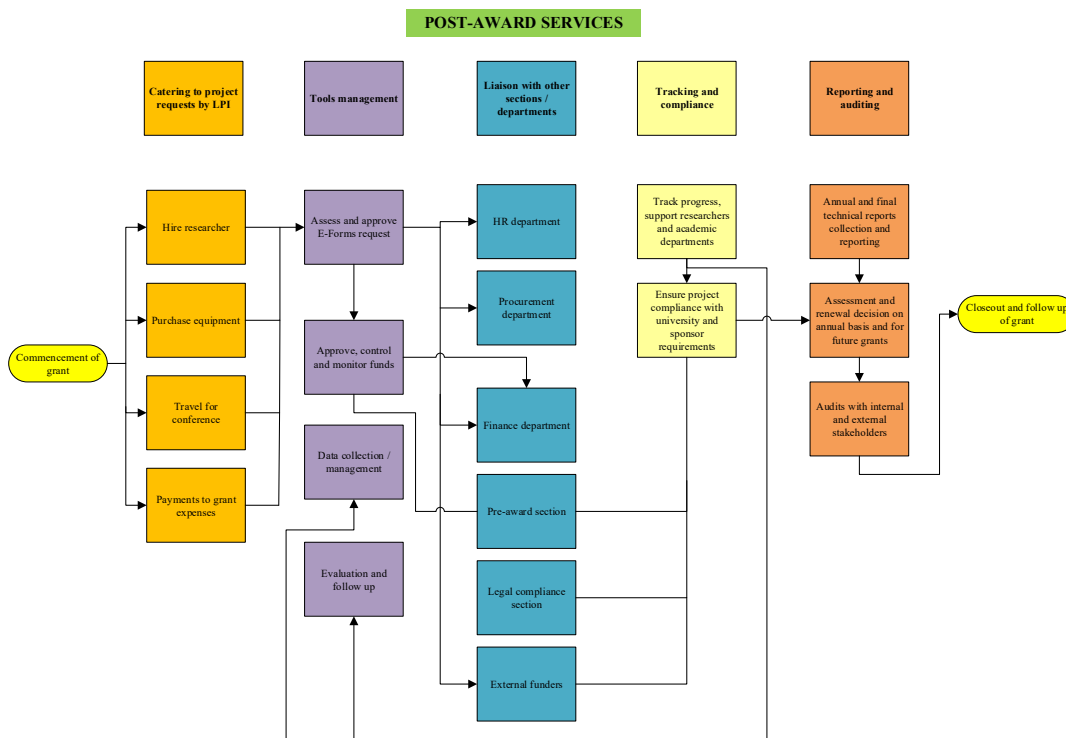 POST-AWARD SERVICES
Catering to project
requests by LPI
Tools management
Liaison with other
sections /
departments
Tracking and
compliance
Reporting and
auditing
Commencement of
grant
Hire researcher
Purchase equipment
Travel for
conference
Payments to grant
expenses
Assess and approve
E-Forms request
Approve, control
and monitor funds
Data collection /
management
Evaluation and
follow up
HR department
Procurement
department
Finance department
Pre-award section
Legal compliance
section
External funders
Track progress,
support researchers
and academic
departments
Ensure project
compliance with
university and
sponsor
requirements
Annual and final
technical reports
collection and
reporting
Assessment and
renewal decision on
annual basis and for
future grants
Audits with internal
and external
stakeholders
Closeout and follow up
of grant